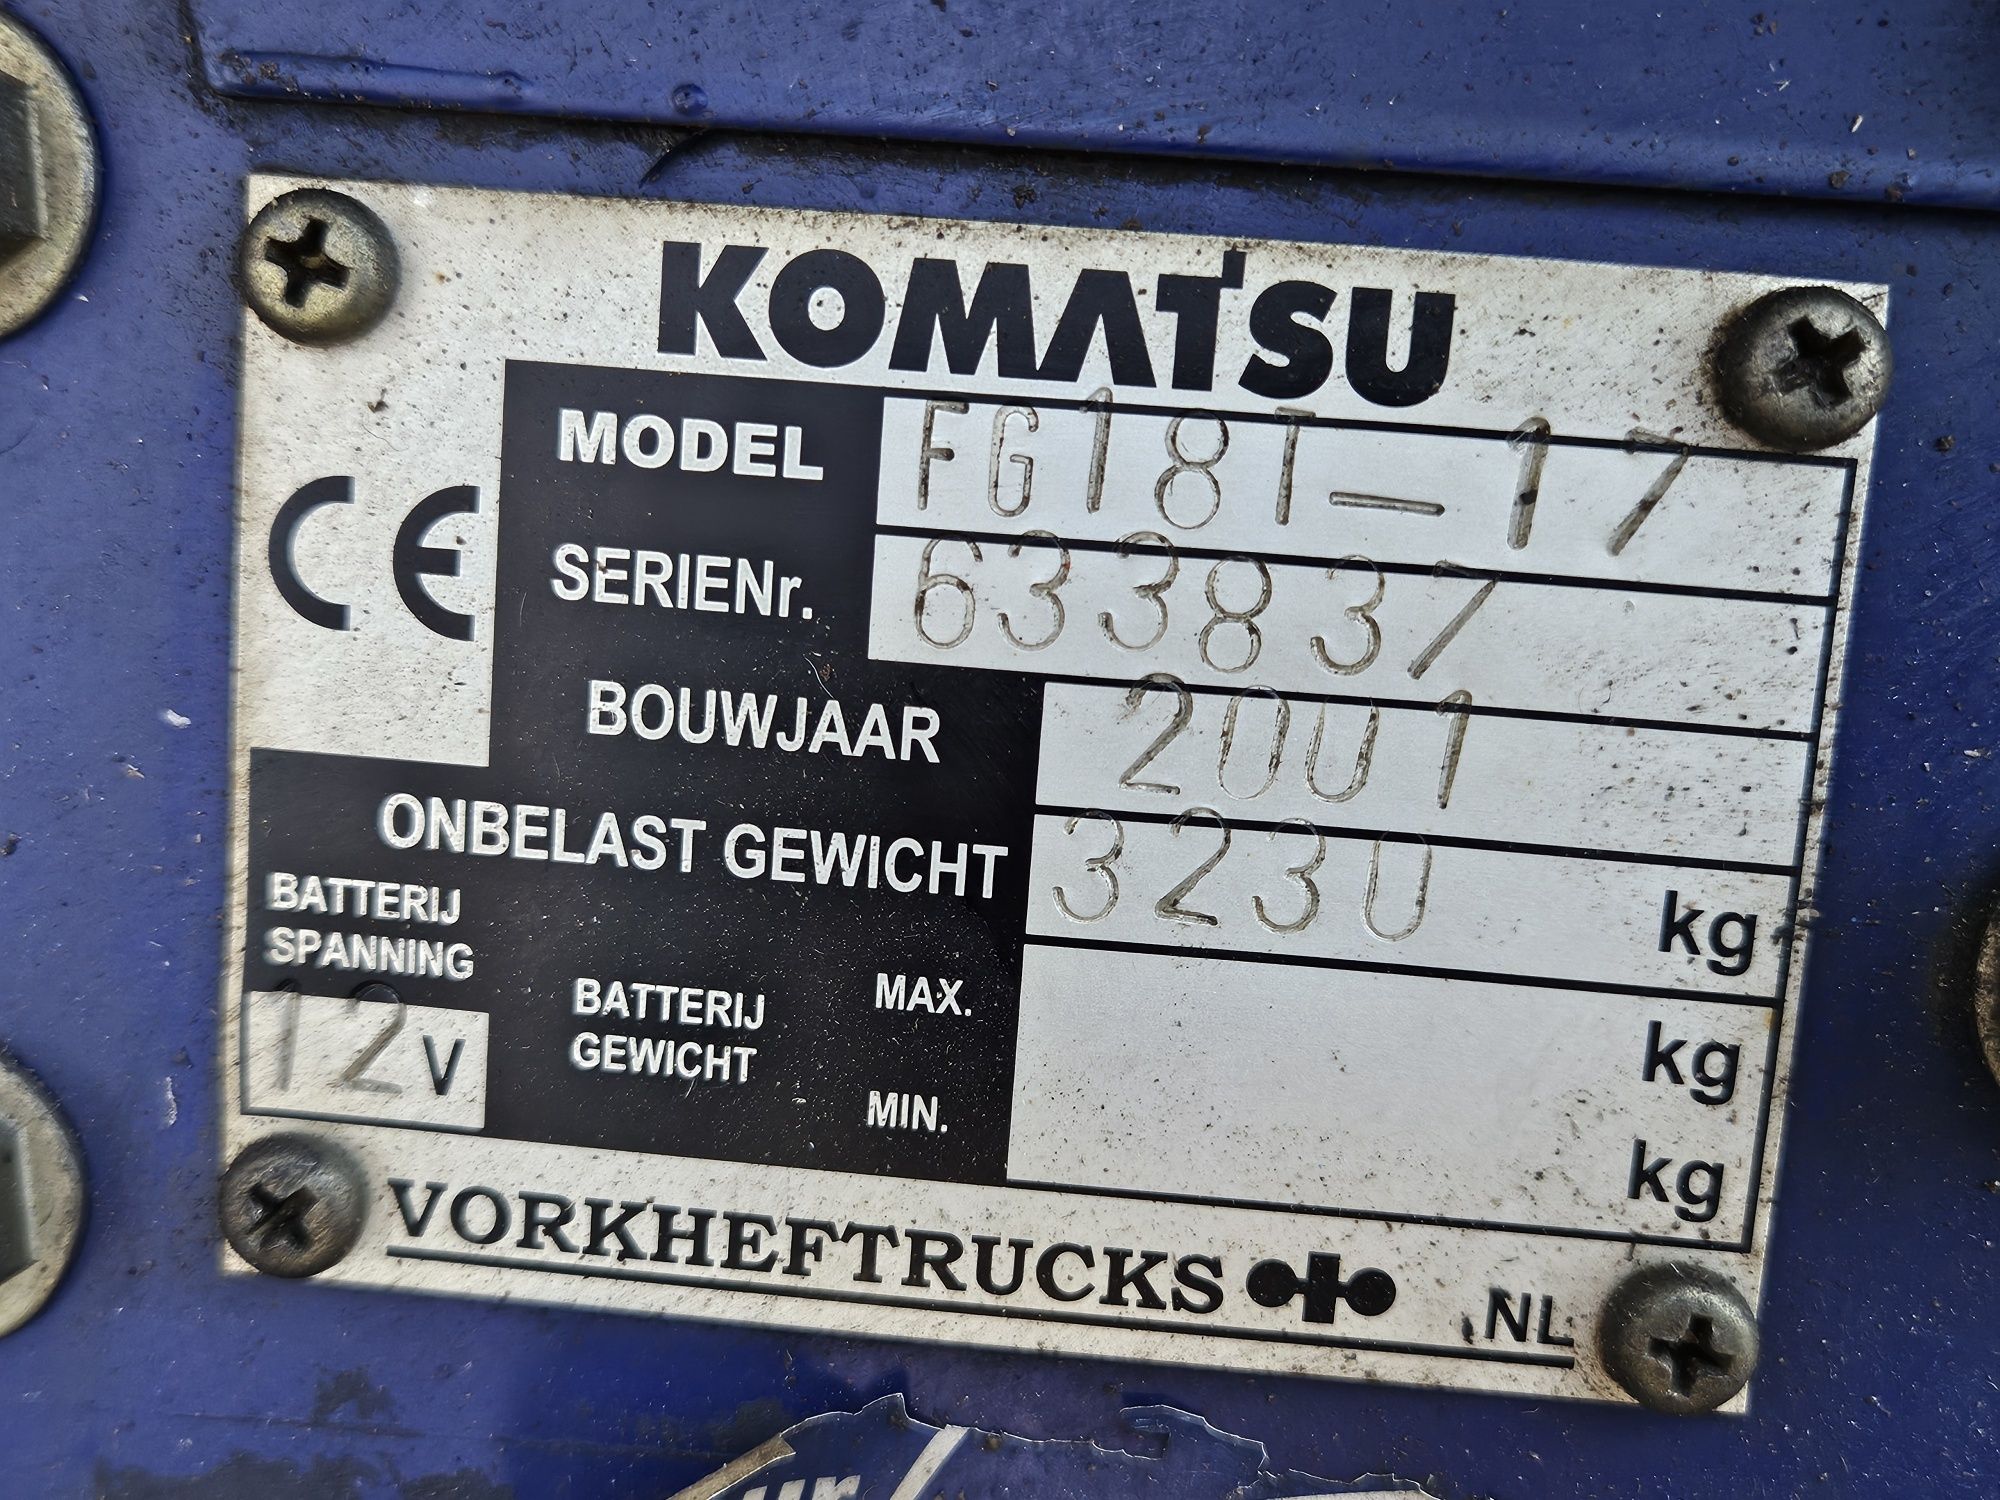 KOMATSU
CE
MODEL FG18T-17
SERIENr. 633837
BOUWJAAR 2001
ONBELAST GEWICHT 3230 kg
BATTERIJ
SPANNING
12 V
BATTERIJ
GEWICHT
MAX. kg
MIN. kg
VORKHEFTRUCKS NL